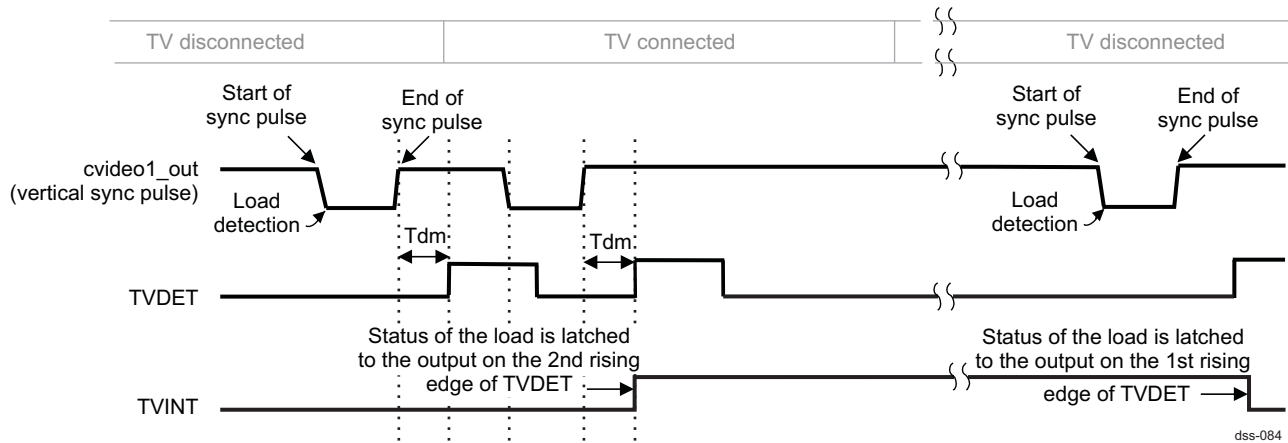 TV disconnected
TV connected
TV disconnected
Start of
sync pulse
End of
sync pulse
Start of
sync pulse
End of
sync pulse
cvideo1_out
(vertical sync pulse)
Load
detection
Load
detection
Tdm
Tdm
TVDET
Status of the load is latched
to the output on the 2nd rising
edge of TVDET
Status of the load is latched
to the output on the 1st rising
edge of TVDET
TVINT
dss-084